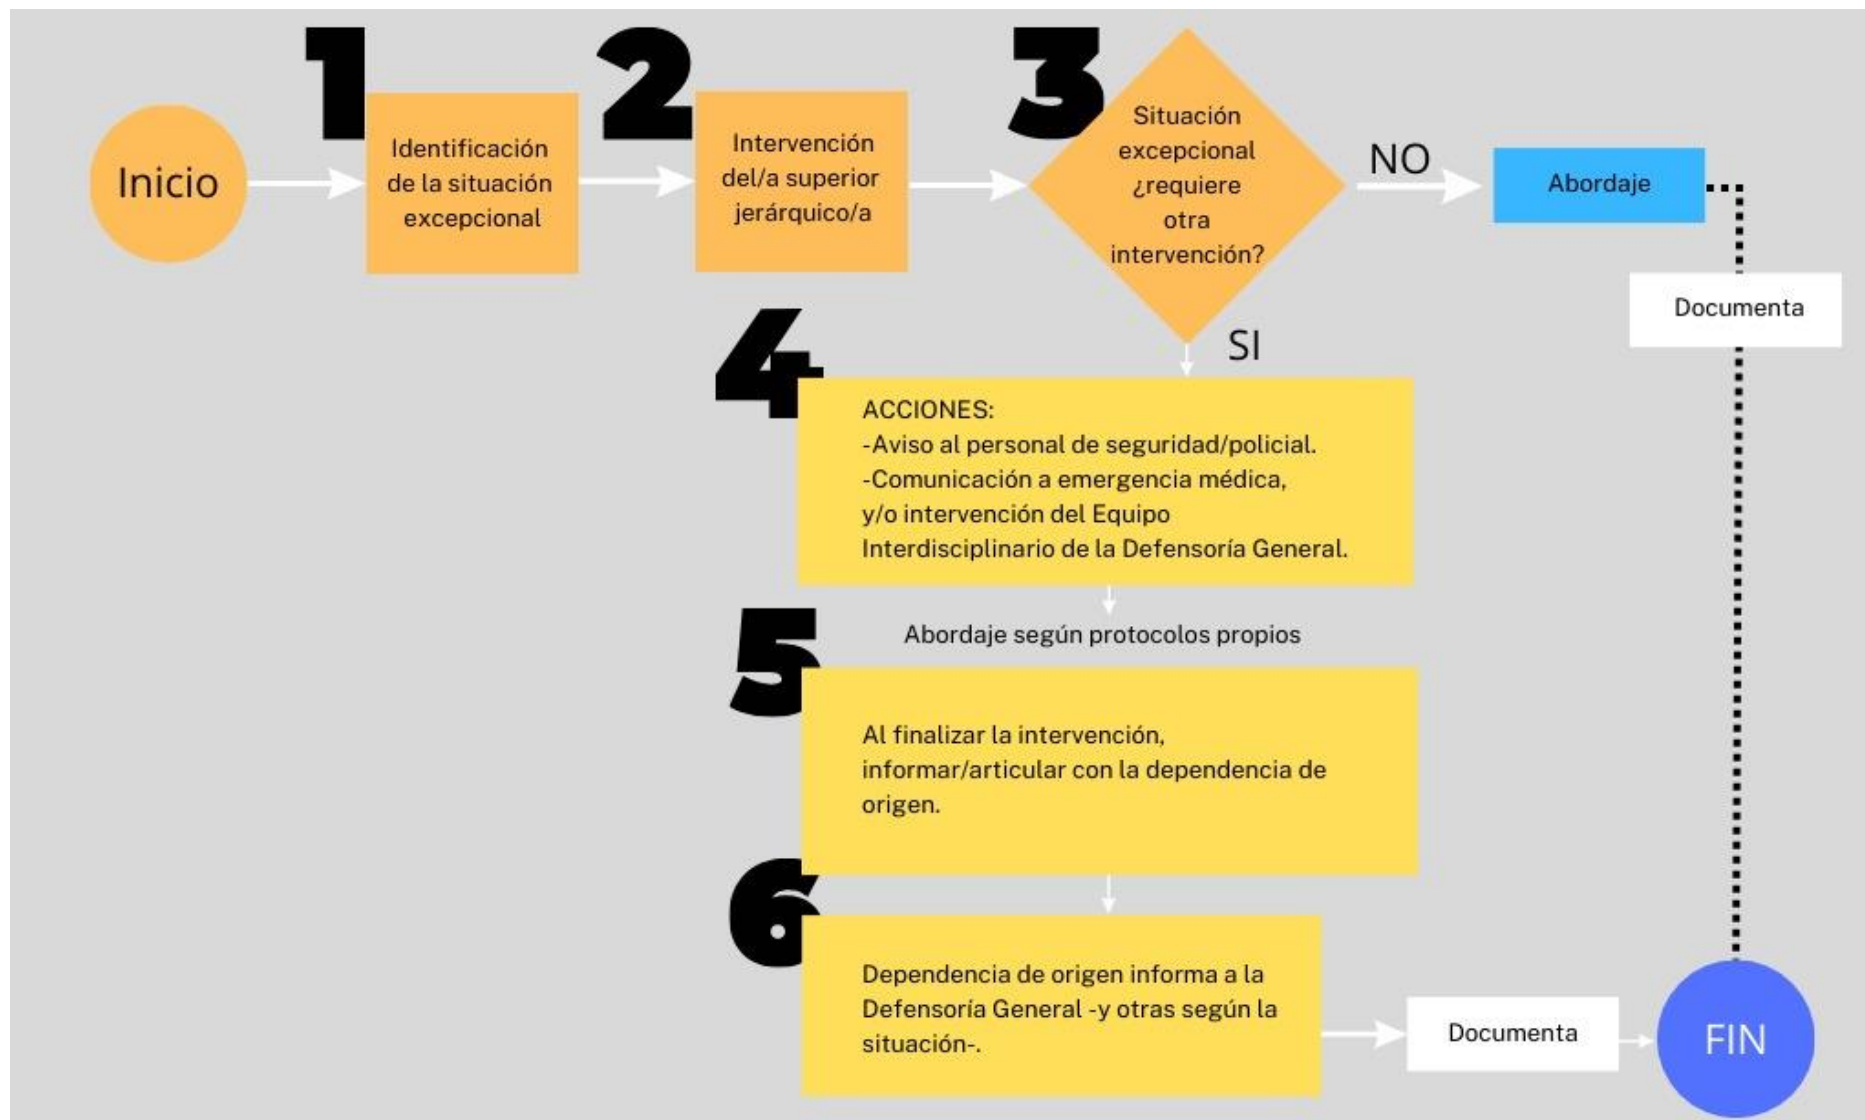 Inicio
1
Identificación
de la situación
excepcional
2
Intervención
del/a superior
jerárquico/a
3
Situación
excepcional
¿requiere
otra
intervención?
NO
Abordaje
Documenta
SI
4
ACCIONES:
-Aviso al personal de seguridad/policial.
-Comunicación a emergencia médica,
y/o intervención del Equipo
Interdisciplinario de la Defensoría General.
Abordaje según protocolos propios
5
Al finalizar la intervención,
informar/articular con la dependencia de
origen.
6
Dependencia de origen informa a la
Defensoría General -y otras según la
situación-.
Documenta
FIN